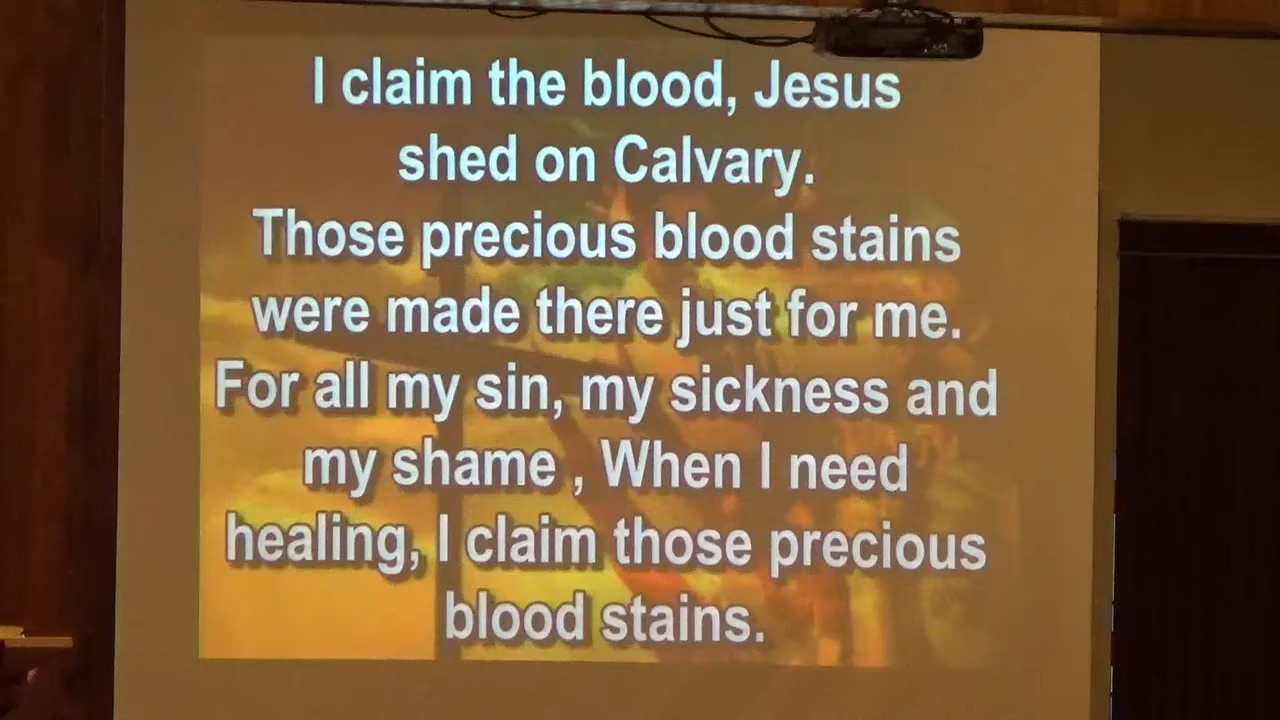 I claim the blood, Jesus
shed on Calvary.
Those precious blood stains
were made there just for me.
For all my sin, my sickness and
my shame , When I need
healing, I claim those precious
blood stains.